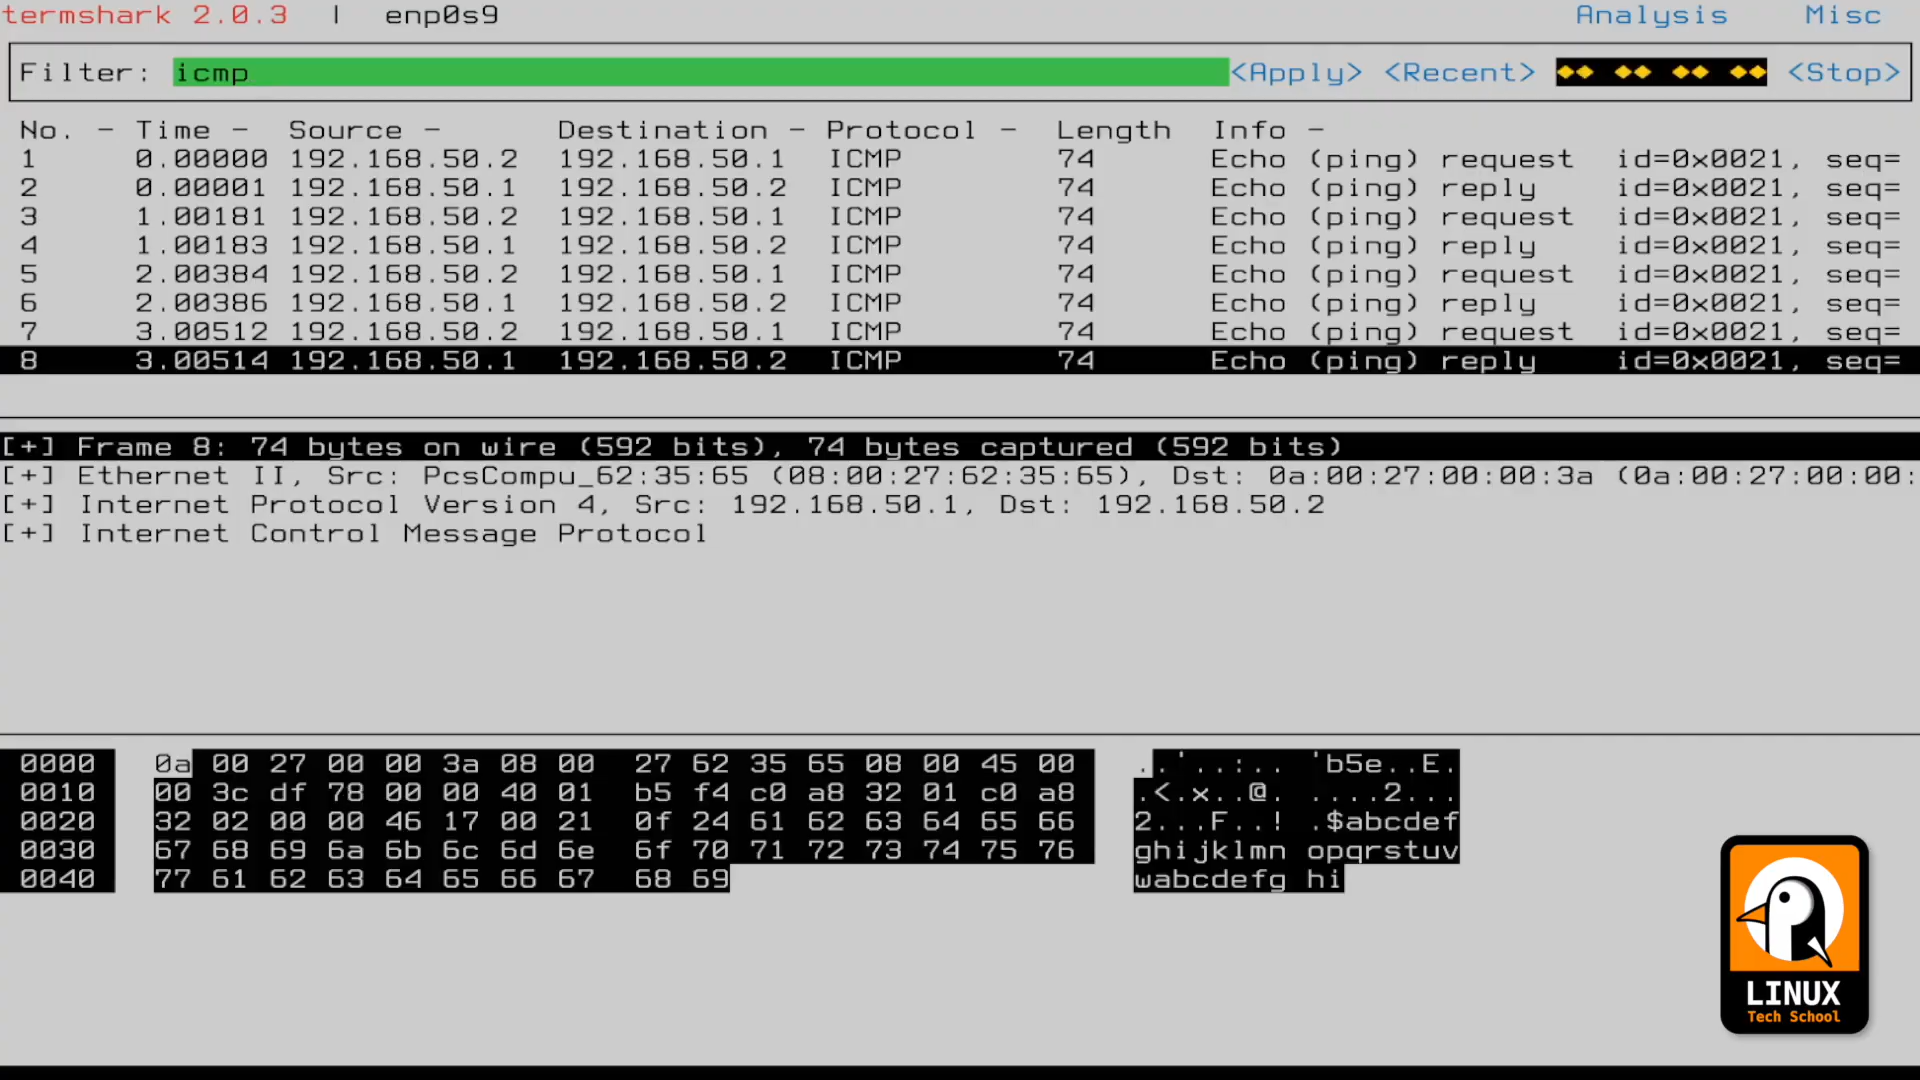 termshark 2.0.3 | enp0s9 Analysis Misc
Filter: icmp <Apply> <Recent> <Stop>
No. - Time - Source - Destination - Protocol - Length Info -
1 0.00000 192.168.50.2 192.168.50.1 ICMP 74 Echo (ping) request id=0x0021, seq=
2 0.00001 192.168.50.1 192.168.50.2 ICMP 74 Echo (ping) reply id=0x0021, seq=
3 1.00181 192.168.50.2 192.168.50.1 ICMP 74 Echo (ping) request id=0x0021, seq=
4 1.00183 192.168.50.1 192.168.50.2 ICMP 74 Echo (ping) reply id=0x0021, seq=
5 2.00384 192.168.50.2 192.168.50.1 ICMP 74 Echo (ping) request id=0x0021, seq=
6 2.00386 192.168.50.1 192.168.50.2 ICMP 74 Echo (ping) reply id=0x0021, seq=
7 3.00512 192.168.50.2 192.168.50.1 ICMP 74 Echo (ping) request id=0x0021, seq=
8 3.00514 192.168.50.1 192.168.50.2 ICMP 74 Echo (ping) reply id=0x0021, seq=
[+] Frame 8: 74 bytes on wire (592 bits), 74 bytes captured (592 bits)
[+] Ethernet II, Src: PcsCompu_62:35:65 (08:00:27:62:35:65), Dst: 0a:00:27:00:00:3a (0a:00:27:00:00:
[+] Internet Protocol Version 4, Src: 192.168.50.1, Dst: 192.168.50.2
[+] Internet Control Message Protocol
0000 0a 00 27 00 00 3a 08 00 27 62 35 65 08 00 45 00 ..'..:.. 'b5e..E.
0010 00 3c df 78 00 00 40 01 b5 f4 c0 a8 32 01 c0 a8 .<.x..@. ....2...
0020 32 02 00 00 46 17 00 21 0f 24 61 62 63 64 65 66 2...F..! .$abcdef
0030 67 68 69 6a 6b 6c 6d 6e 6f 70 71 72 73 74 75 76 ghijklmn opqrstuv
0040 77 61 62 63 64 65 66 67 68 69 wabcdefg hi
LINUX
Tech School